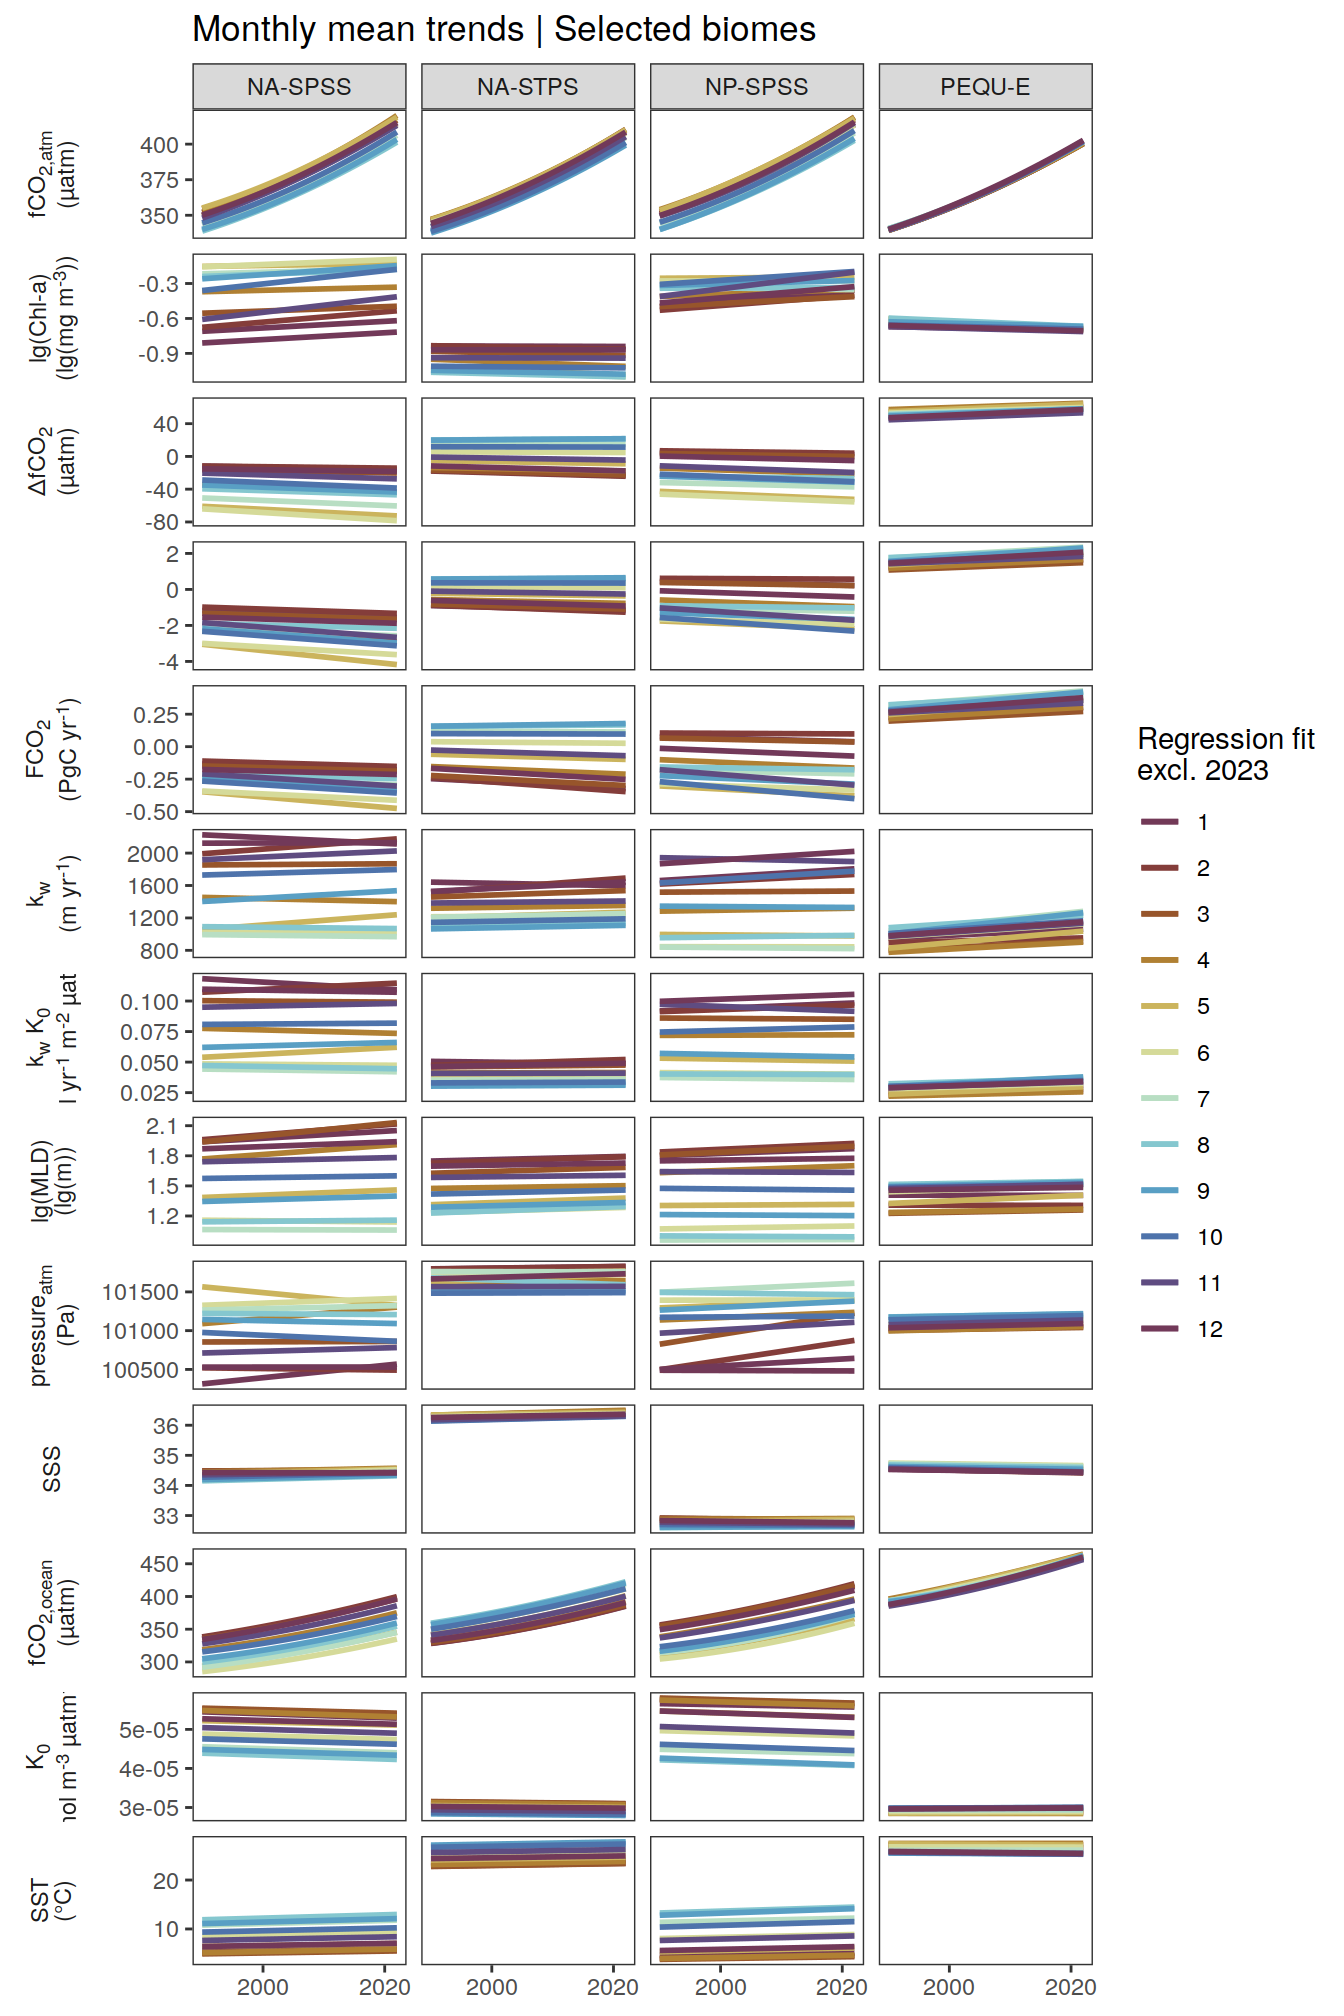 Monthly mean trends | Selected biomes
NA-SPSS NA-STPS NP-SPSS PEQU-E
fCO2,atm
(µatm)
400
375
350
lg(Chl-a)
(lg(mg m-3))
-0.3
-0.6
-0.9
ΔfCO2
(µatm)
40
0
-40
-80
2
0
-2
-4
FCO2
(PgC yr-1)
0.25
0.00
-0.25
-0.50
kw
(m yr-1)
2000
1600
1200
800
kw K0
l yr-1 m-2 µat
0.100
0.075
0.050
0.025
lg(MLD)
(lg(m))
2.1
1.8
1.5
1.2
pressureatm
(Pa)
101500
101000
100500
SSS
36
35
34
33
fCO2,ocean
(µatm)
450
400
350
300
K0
nol m-3 µatm
5e-05
4e-05
3e-05
SST
(°C)
20
10
2000 2020 2000 2020 2000 2020 2000 2020
Regression fit
excl. 2023
1
2
3
4
5
6
7
8
9
10
11
12